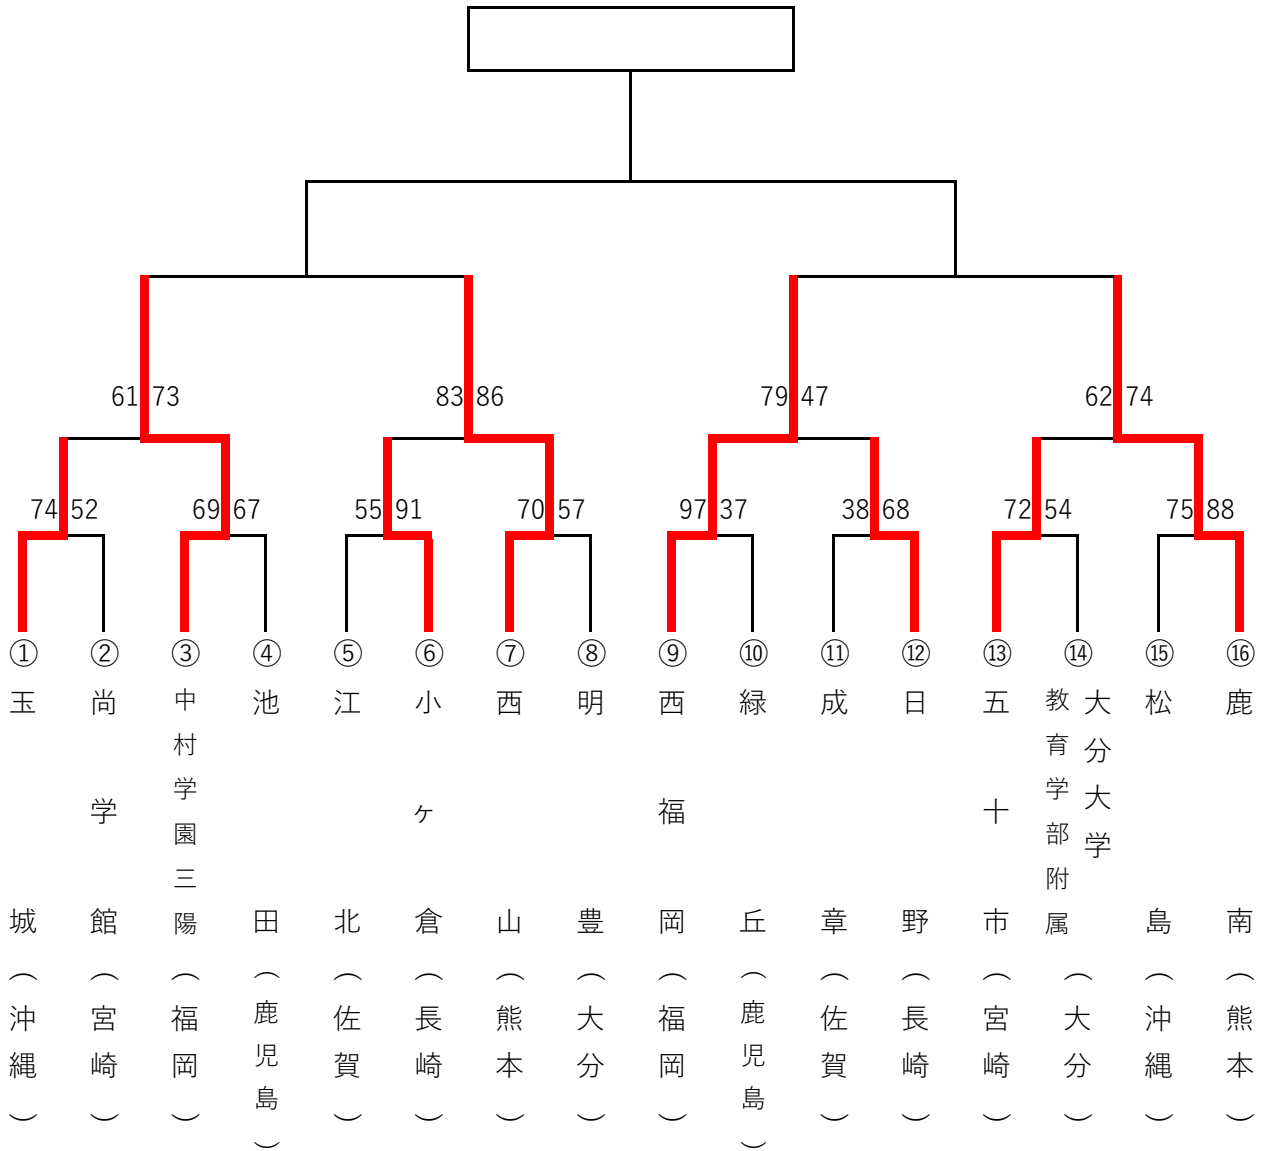 61 73
83 86
79 47
62 74
74 52
69 67
55 91
70 57
97 37
38 68
72 54
75 88
① ② ③ ④ ⑤ ⑥ ⑦ ⑧ ⑨ ⑩ ⑪ ⑫ ⑬ ⑭ ⑮ ⑯
玉城（沖縄）
尚学館（宮崎）
中村学園三陽（福岡）
池田（鹿児島）
江北（佐賀）
小ヶ倉（長崎）
西山（熊本）
明豊（大分）
西福岡（福岡）
緑丘（鹿児島）
成章（佐賀）
日野（長崎）
五十市（宮崎）
大分大学
教育学部附属
（大分）
松島（沖縄）
鹿南（熊本）